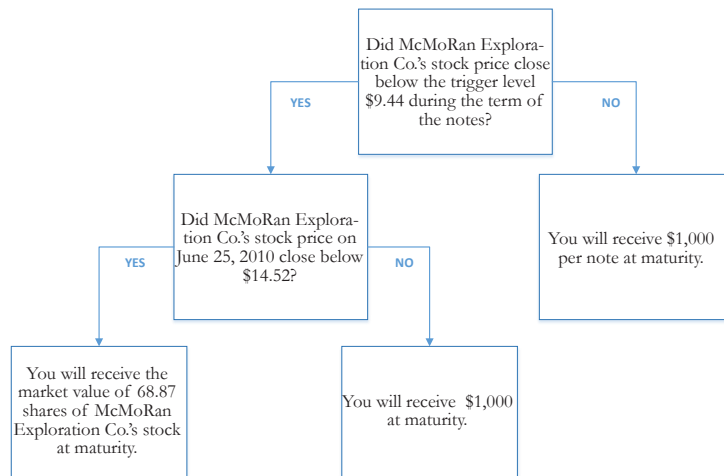 Did McMoRan Explora-
tion Co.'s stock price close
below the trigger level
$9.44 during the term of
the notes?
YES
NO
Did McMoRan Explora-
tion Co.'s stock price on
June 25, 2010 close below
$14.52?
You will receive $1,000
per note at maturity.
YES
NO
You will receive the
market value of 68.87
shares of McMoRan
Exploration Co.'s stock
at maturity.
You will receive $1,000
at maturity.